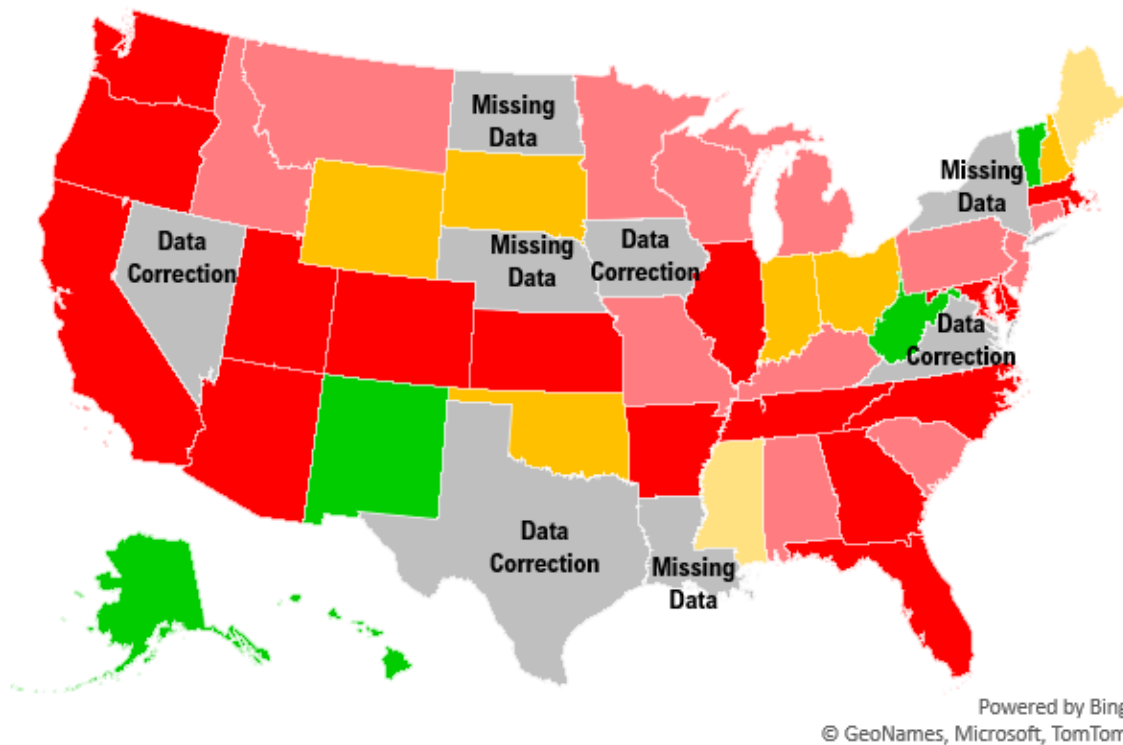 Missing
Data
Missing
Data
Data
Correction
Missing
Data
Data
Correction
Data
Correction
Data
Correction
Missing
Data
Powered by Bing
© GeoNames, Microsoft, TomTom